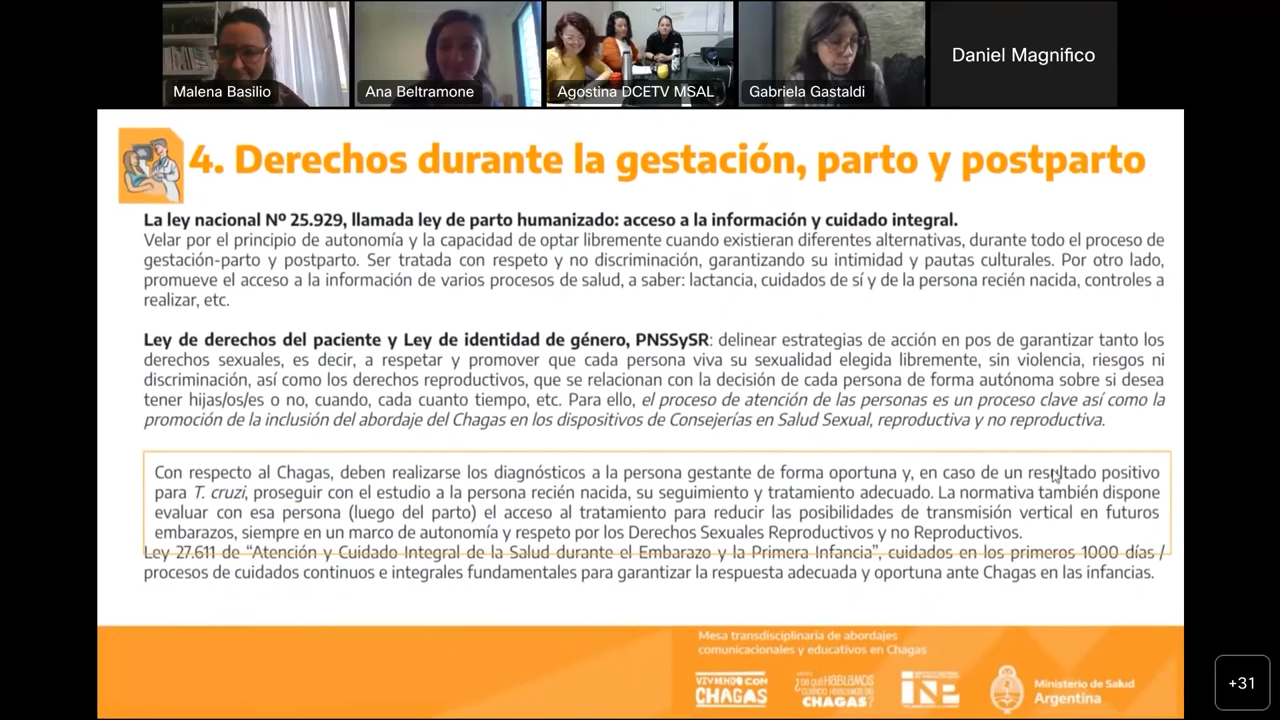 Malena Basilio
Ana Beltramone
Agostina DCETV MSAL
Gabriela Gastaldi
Daniel Magnifico
4. Derechos durante la gestación, parto y postparto
La ley nacional Nº 25.929, llamada ley de parto humanizado: acceso a la información y cuidado integral.
Velar por el principio de autonomía y la capacidad de optar libremente cuando existieran diferentes alternativas, durante todo el proceso de
gestación-parto y postparto. Ser tratada con respeto y no discriminación, garantizando su intimidad y pautas culturales. Por otro lado,
promueve el acceso a la información de varios procesos de salud, a saber: lactancia, cuidados de sí y de la persona recién nacida, controles a
realizar, etc.
Ley de derechos del paciente y Ley de identidad de género, PNSSySR: delinear estrategias de acción en pos de garantizar tanto los
derechos sexuales, es decir, a respetar y promover que cada persona viva su sexualidad elegida libremente, sin violencia, riesgos ni
discriminación, así como los derechos reproductivos, que se relacionan con la decisión de cada persona de forma autónoma sobre si desea
tener hijas/os/es o no, cuando, cada cuanto tiempo, etc. Para ello, el proceso de atención de las personas es un proceso clave así como la
promoción de la inclusión del abordaje del Chagas en los dispositivos de Consejerías en Salud Sexual, reproductiva y no reproductiva.
Con respecto al Chagas, deben realizarse los diagnósticos a la persona gestante de forma oportuna y, en caso de un resultado positivo
para T. cruzi, proseguir con el estudio a la persona recién nacida, su seguimiento y tratamiento adecuado. La normativa también dispone
evaluar con esa persona (luego del parto) el acceso al tratamiento para reducir las posibilidades de transmisión vertical en futuros
embarazos, siempre en un marco de autonomía y respeto por los Derechos Sexuales Reproductivos y no Reproductivos.
Ley 27.611 de “Atención y Cuidado Integral de la Salud durante el Embarazo y la Primera Infancia”, cuidados en los primeros 1000 días /
procesos de cuidados continuos e integrales fundamentales para garantizar la respuesta adecuada y oportuna ante Chagas en las infancias.
Mesa transdisciplinaria de abordajes
comunicacionales y educativos en Chagas
VIVIENDO CON
CHAGAS
¿DE QUÉ HABLAMOS
CUANDO HABLAMOS DE
CHAGAS?
INP
Ministerio de Salud
Argentina
+31